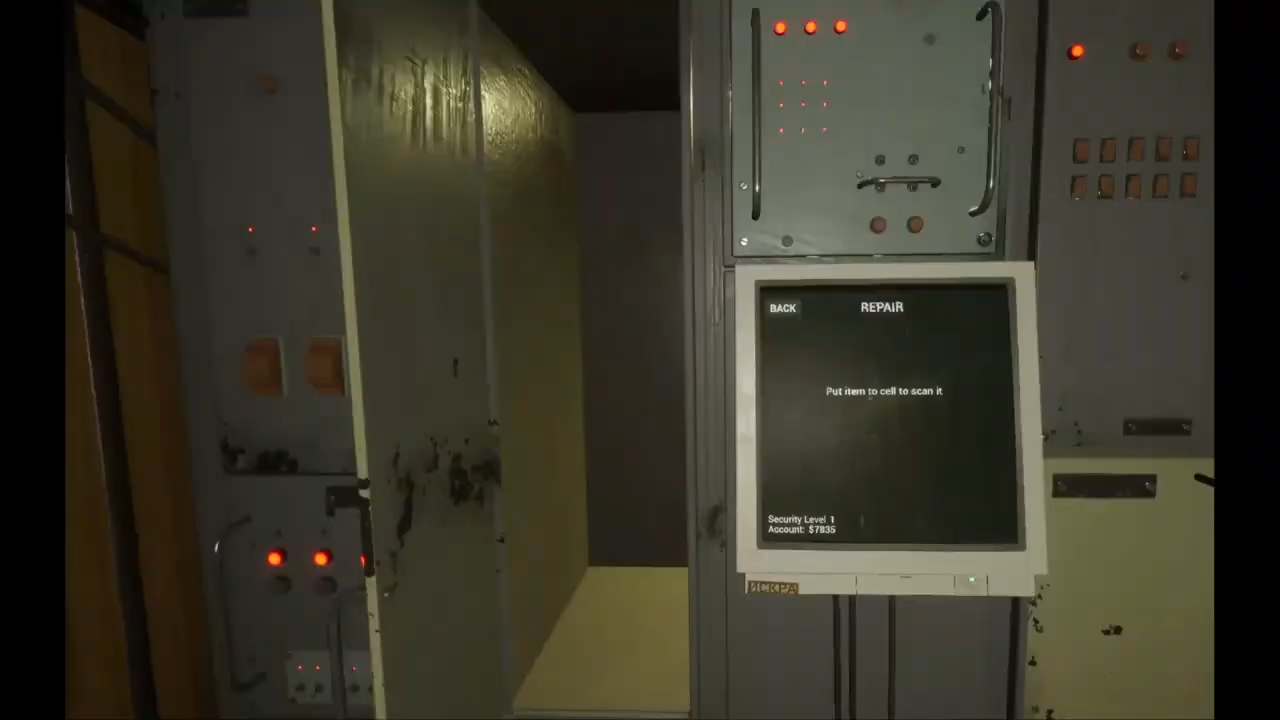 BACK
REPAIR
Put item to cell to scan it
Security Level 1
Account: $7835
ИСКРА